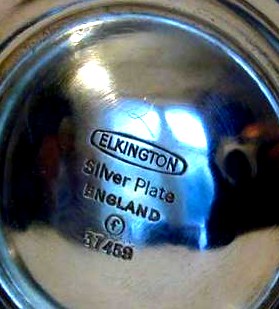 ELKINGTON
Silver Plate
ENGLAND
f
37459